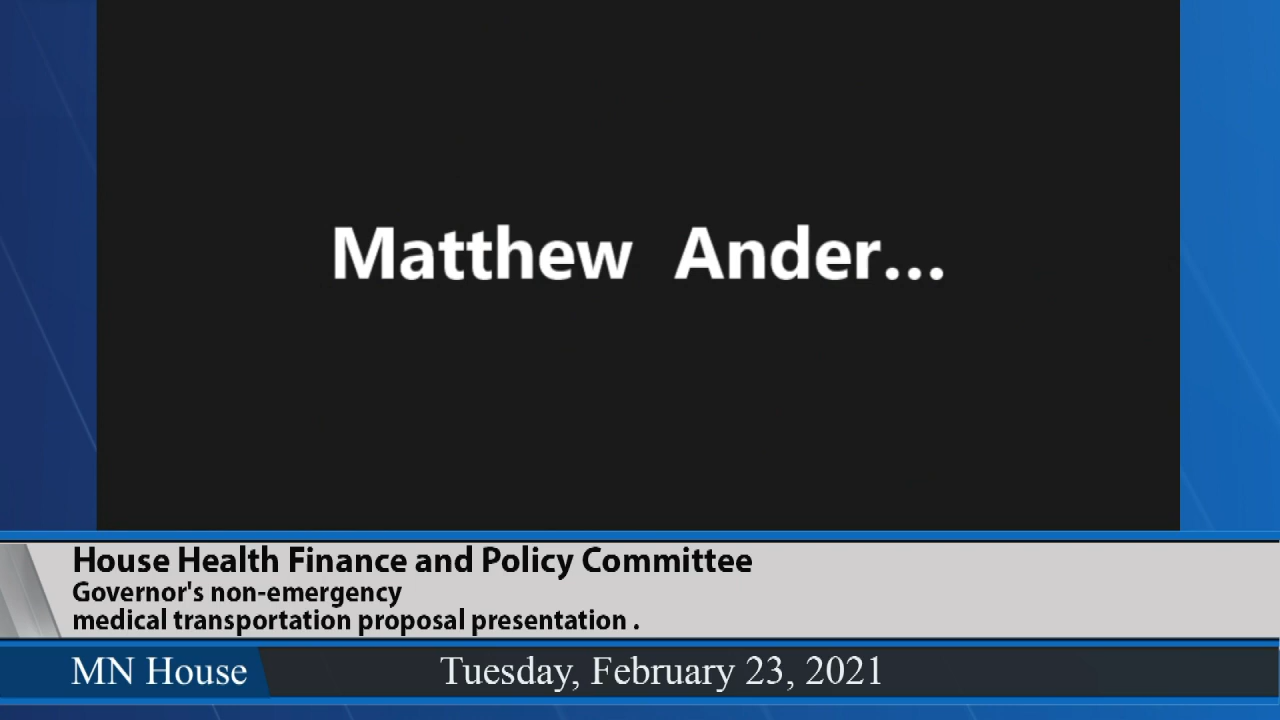 Matthew Ander...
House Health Finance and Policy Committee
Governor's non-emergency
medical transportation proposal presentation .
MN House
Tuesday, February 23, 2021